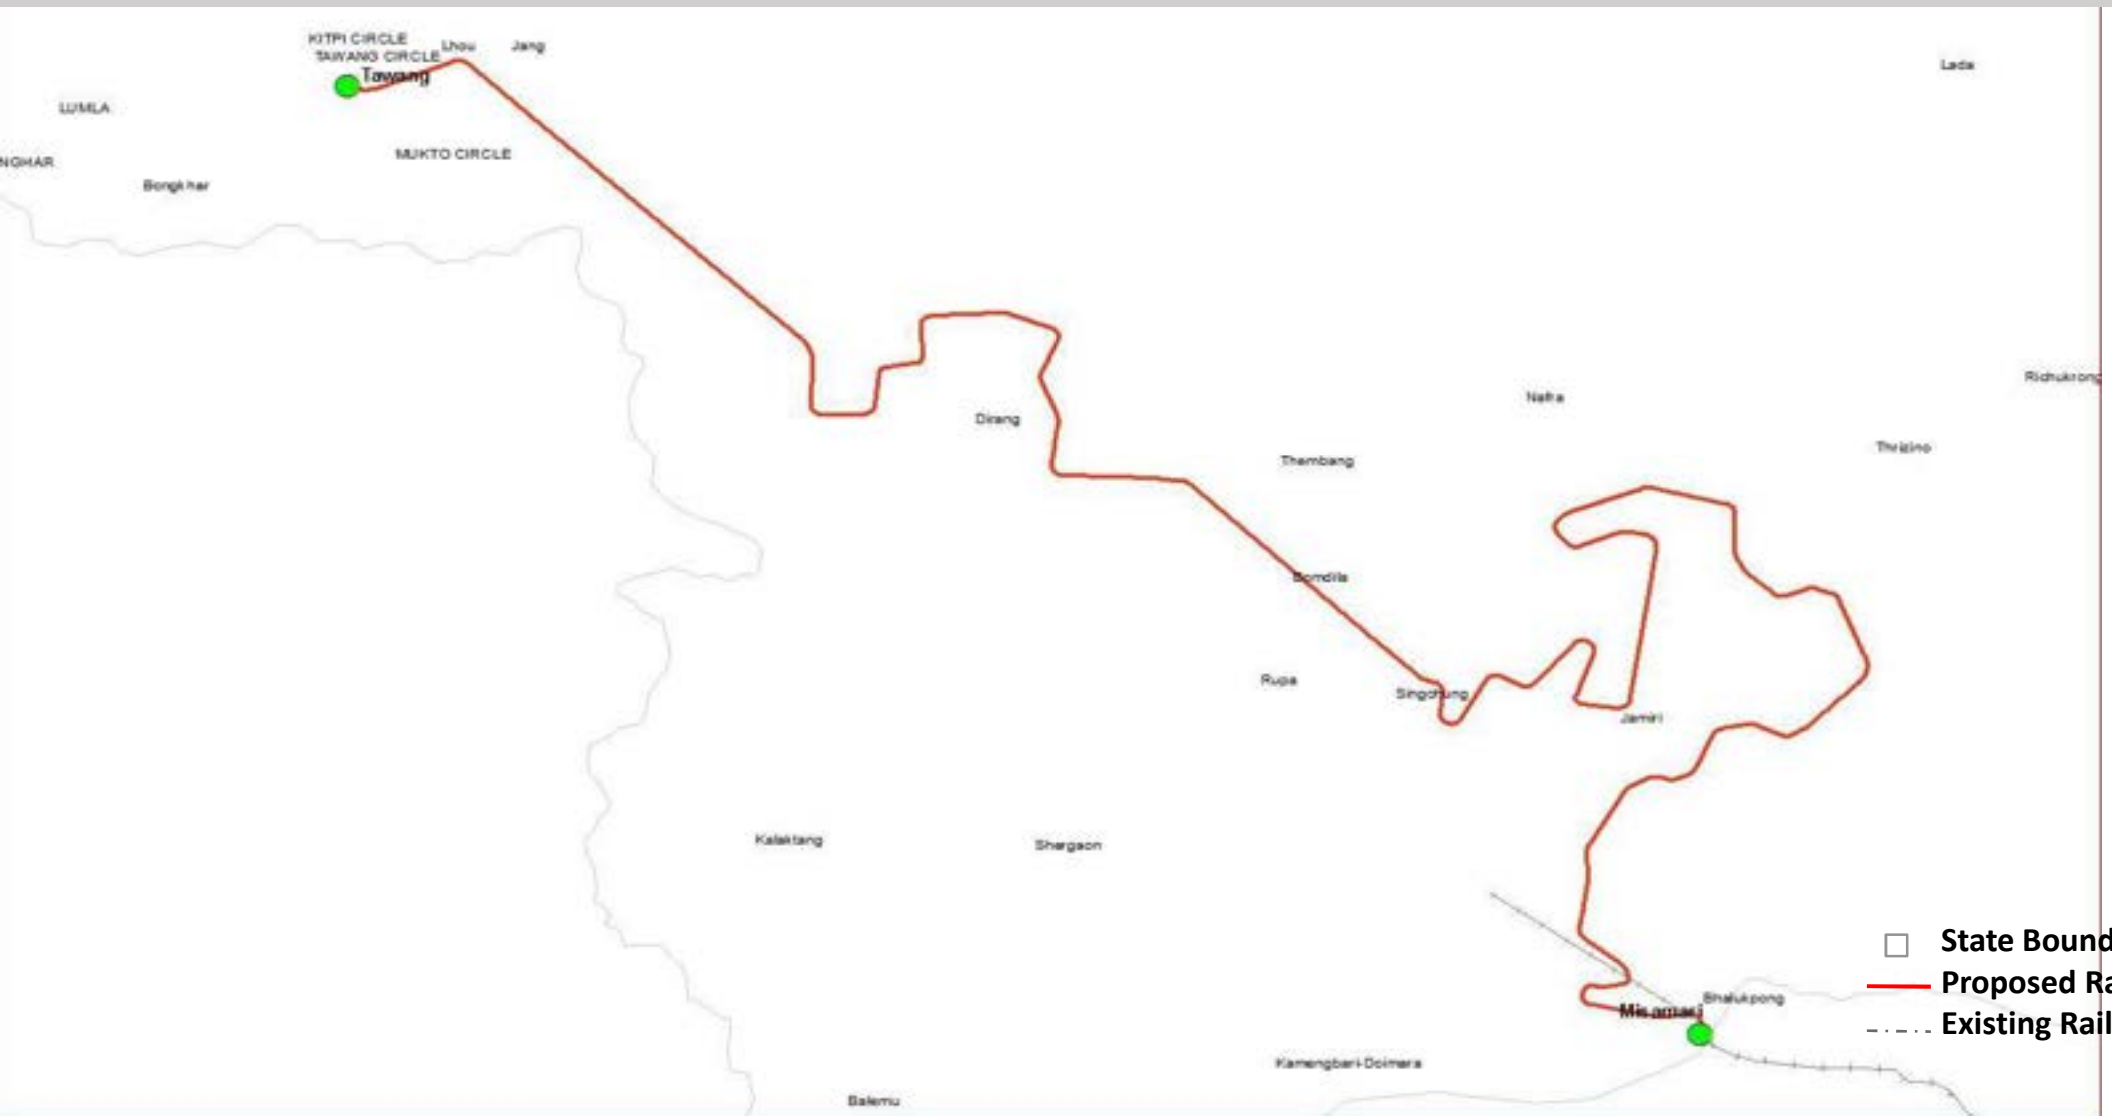 KITPI CIRCLE
TAWANG CIRCLE
Lhou
Jang
Lada
Tawang
LUMLA
MUKTO CIRCLE
NGHAR
Bongkhar
Ridhukrong
Nafra
Dirang
Thembang
Thrizino
Bomdila
Rupa
Singchung
Jamiri
Kalaktang
Shergaon
State Bound
Proposed Ra
Existing Rail
Bhalukpong
Misamari
Kamengbari-Doimara
Balemu